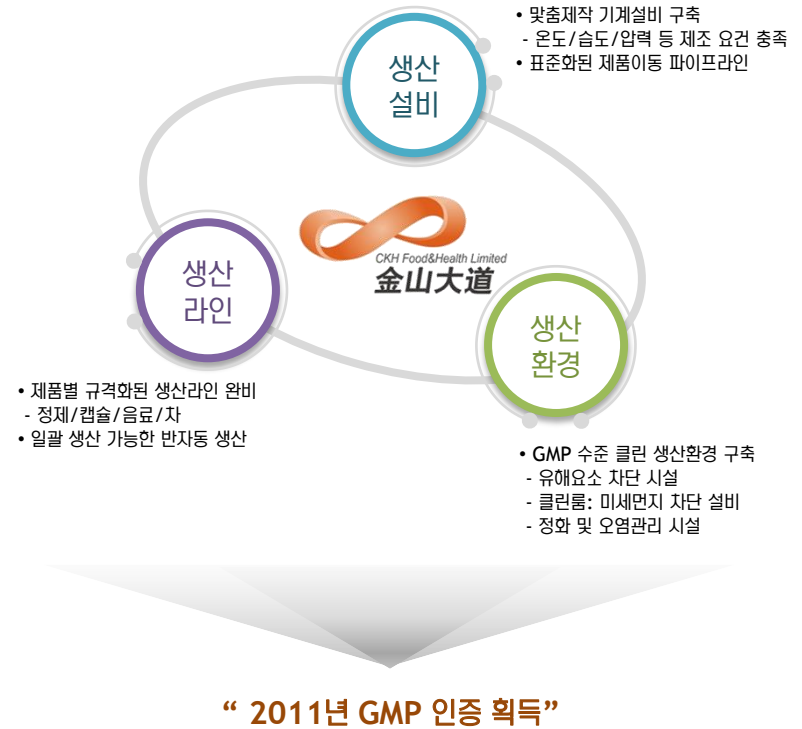 • 맞춤제작 기계설비 구축
- 온도/습도/압력 등 제조 요건 충족
• 표준화된 제품이동 파이프라인
생산
설비
CKH Food&Health Limited
金山大道
생산
라인
생산
환경
• 제품별 규격화된 생산라인 완비
- 정제/캡슐/음료/차
• 일괄 생산 가능한 반자동 생산
• GMP 수준 클린 생산환경 구축
- 유해요소 차단 시설
- 클린룸: 미세먼지 차단 설비
- 정화 및 오염관리 시설
“ 2011년 GMP 인증 획득”